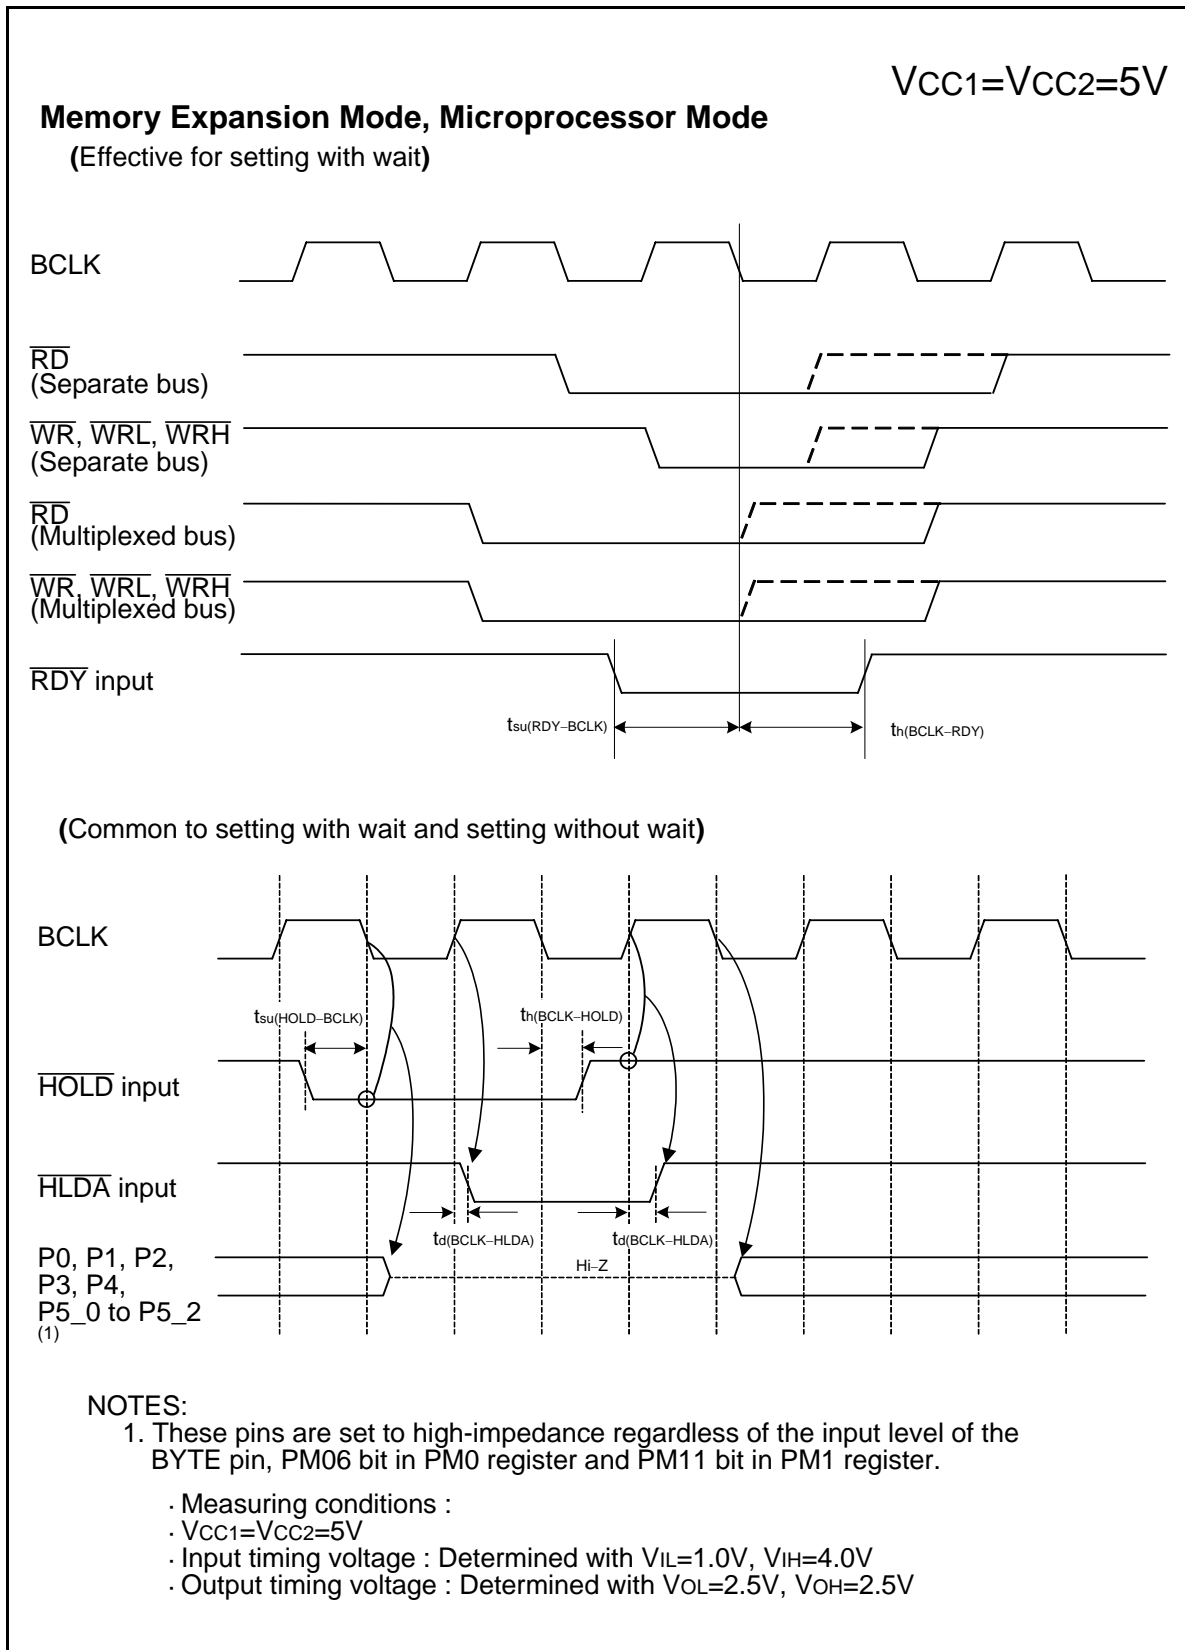 VCC1=VCC2=5V
Memory Expansion Mode, Microprocessor Mode
(Effective for setting with wait)
BCLK
RD
(Separate bus)
WR, WRL, WRH
(Separate bus)
RD
(Multiplexed bus)
WR, WRL, WRH
(Multiplexed bus)
RDY input
tsu(RDY−BCLK)
th(BCLK−RDY)
(Common to setting with wait and setting without wait)
BCLK
tsu(HOLD−BCLK)
th(BCLK−HOLD)
HOLD input
HLDA input
td(BCLK−HLDA)
td(BCLK−HLDA)
P0, P1, P2,
P3, P4,
P5_0 to P5_2
(1)
Hi−Z
NOTES:
1. These pins are set to high-impedance regardless of the input level of the
BYTE pin, PM06 bit in PM0 register and PM11 bit in PM1 register.
· Measuring conditions :
· VCC1=VCC2=5V
· Input timing voltage : Determined with VIL=1.0V, VIH=4.0V
· Output timing voltage : Determined with VOL=2.5V, VOH=2.5V